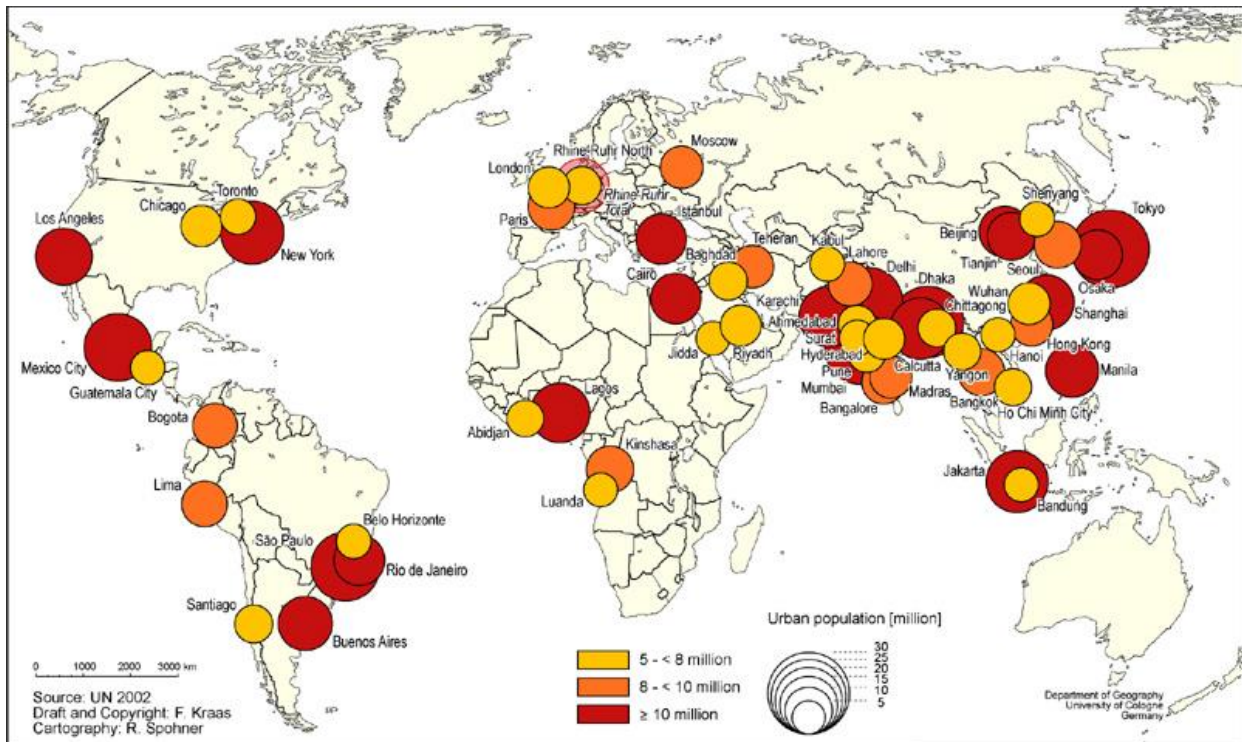 Moscow
Rhine-Ruhr North
London
Rhine-Ruhr
Total
Paris
Istanbul
Toronto
Chicago
Los Angeles
New York
Shenyang
Tokyo
Beijing
Tianjin
Seoul
Osaka
Teheran
Kabul
Lahore
Baghdad
Cairo
Delhi
Dhaka
Wuhan
Chittagong
Karachi
Ahmedabad
Surat
Shanghai
Jidda
Riyadh
Hyderabad
Pune
Calcutta
Yangon
Hanoi
Hong Kong
Mumbai
Madras
Bangkok
Manila
Bangalore
Ho Chi Minh City
Mexico City
Guatemala City
Bogota
Lagos
Abidjan
Kinshasa
Lima
Luanda
Jakarta
Bandung
Belo Horizonte
São Paulo
Rio de Janeiro
Santiago
Buenos Aires
Urban population [million]
30
25
20
15
10
5
5 - < 8 million
8 - < 10 million
≥ 10 million
0 1000 2000 3000 km
Source: UN 2002
Draft and Copyright: F. Kraas
Cartography: R. Spohner
Department of Geography
University of Cologne
Germany